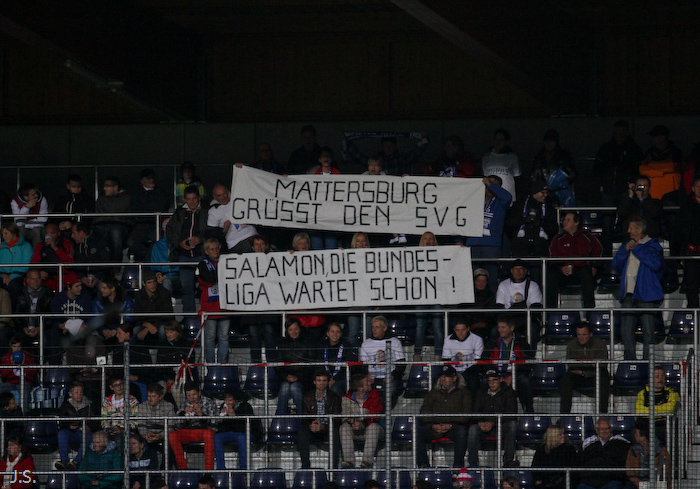 MATTERSBURG
GRÜSST DEN SVG
SALAMON, DIE BUNDES-
LIGA WARTET SCHON !
J.S.